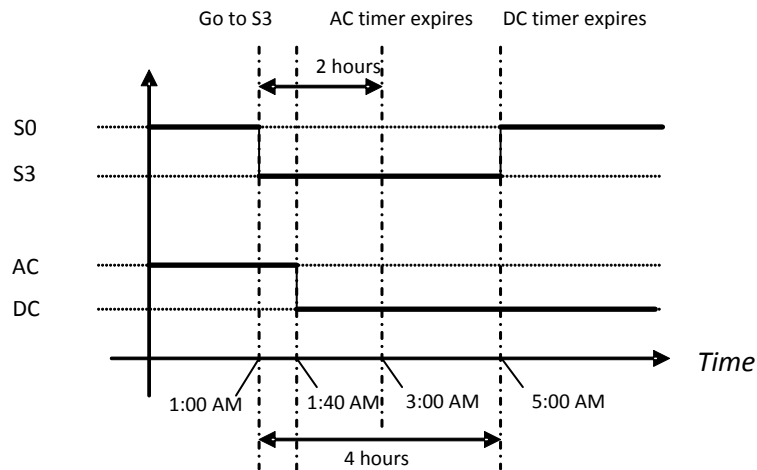 Go to S3 AC timer expires DC timer expires
2 hours
S0
S3
AC
DC
Time
1:00 AM 1:40 AM 3:00 AM 5:00 AM
4 hours